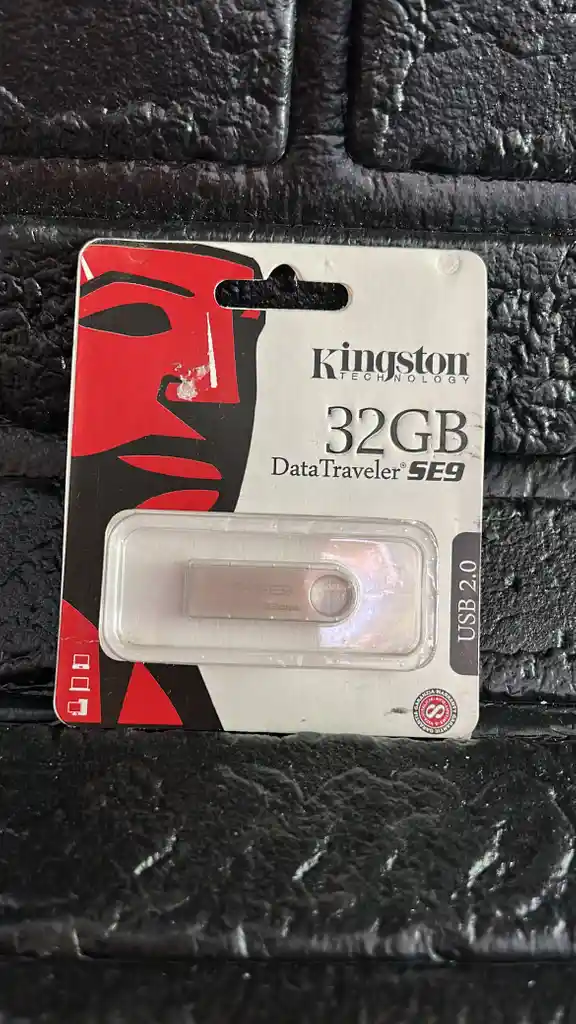 Kingston
TECHNOLOGY
32GB
DataTraveler® SE9
USB 2.0